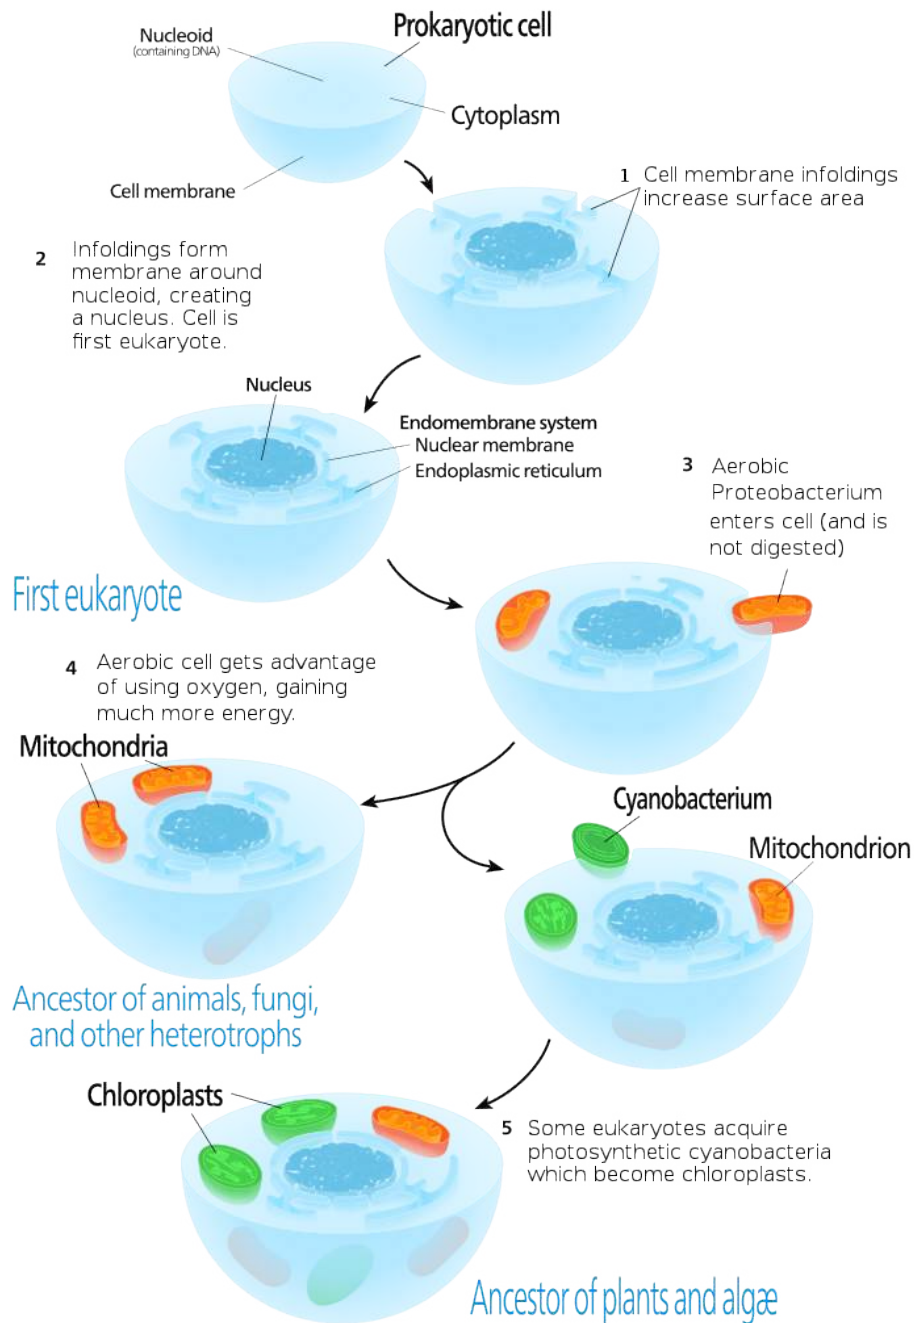 Prokaryotic cell
Nucleoid
(containing DNA)
Cytoplasm
Cell membrane
1 Cell membrane infoldings
increase surface area
2 Infoldings form
membrane around
nucleoid, creating
a nucleus. Cell is
first eukaryote.
Nucleus
Endomembrane system
Nuclear membrane
Endoplasmic reticulum
3 Aerobic
Proteobacterium
enters cell (and is
not digested)
First eukaryote
4 Aerobic cell gets advantage
of using oxygen, gaining
much more energy.
Mitochondria
Cyanobacterium
Mitochondrion
Ancestor of animals, fungi,
and other heterotrophs
Chloroplasts
5 Some eukaryotes acquire
photosynthetic cyanobacteria
which become chloroplasts.
Ancestor of plants and algæ